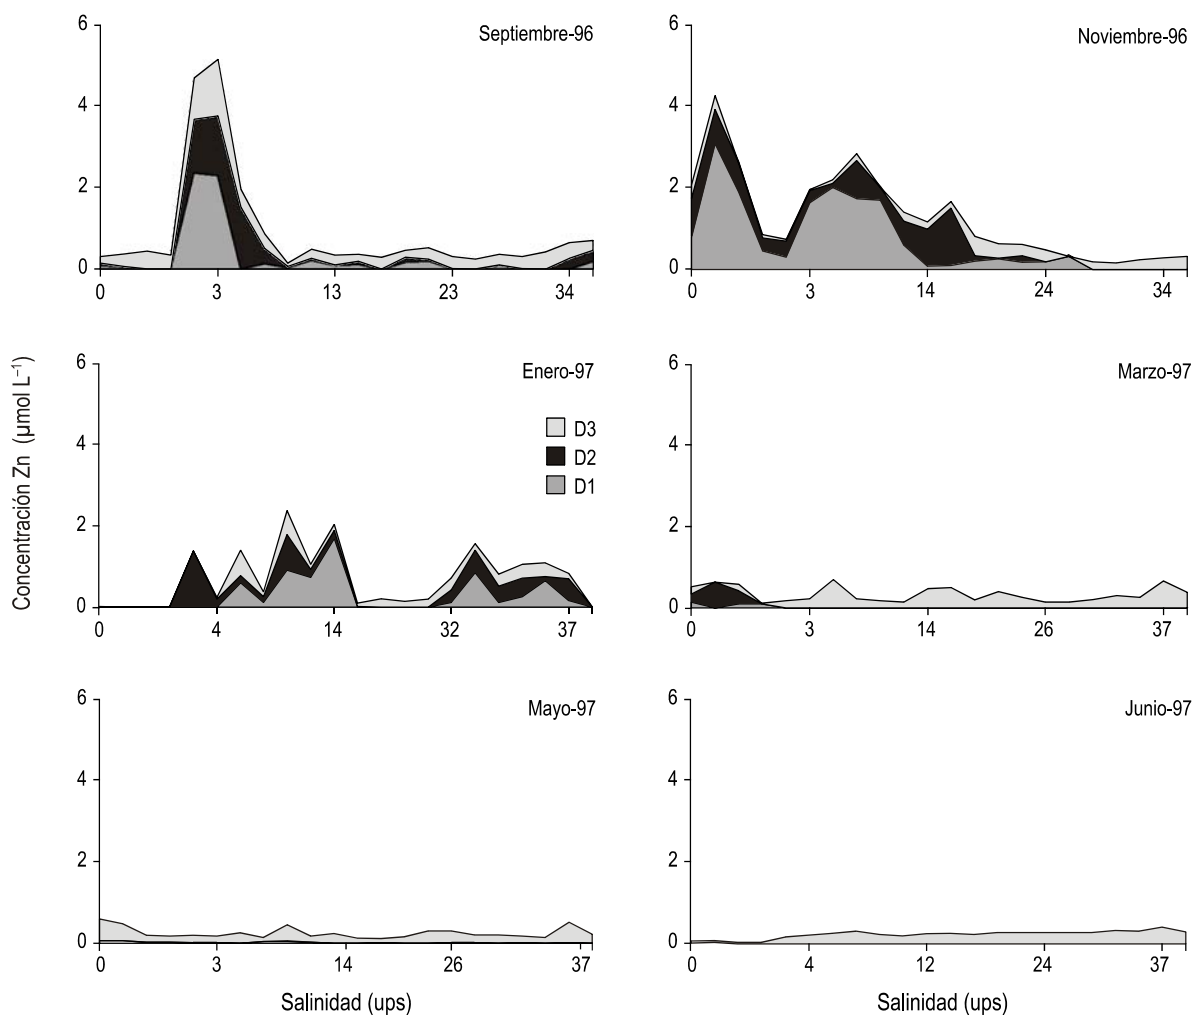 Septiembre-96
6
4
2
0
0 3 13 23 34
Noviembre-96
6
4
2
0
0 3 14 24 34
Concentración Zn (µmol L⁻¹)
Enero-97
6
4
2
0
D3
D2
D1
0 4 14 32 37
Marzo-97
6
4
2
0
0 3 14 26 37
Mayo-97
6
4
2
0
0 3 14 26 37
Salinidad (ups)
Junio-97
6
4
2
0
0 4 12 24 37
Salinidad (ups)